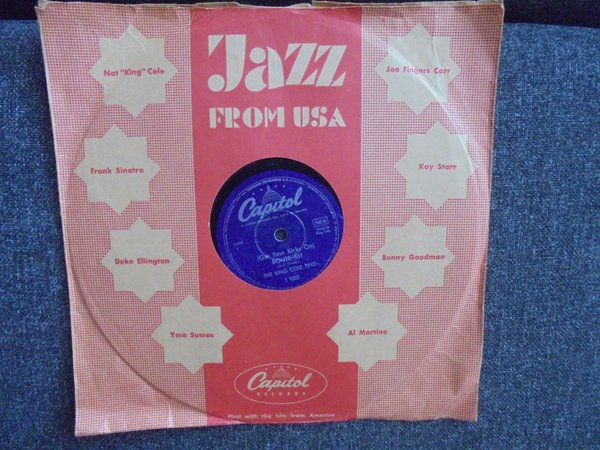 Jazz
FROM USA
Nat "King" Cole
Joe Fingers Carr
Frank Sinatra
Kay Starr
Duke Ellington
Benny Goodman
Yma Sumac
Al Martino
Capitol
(Get Your Kicks On)
ROUTE 66!
THE KING COLE TRIO
Capitol
RECORDS
First with the hits from America